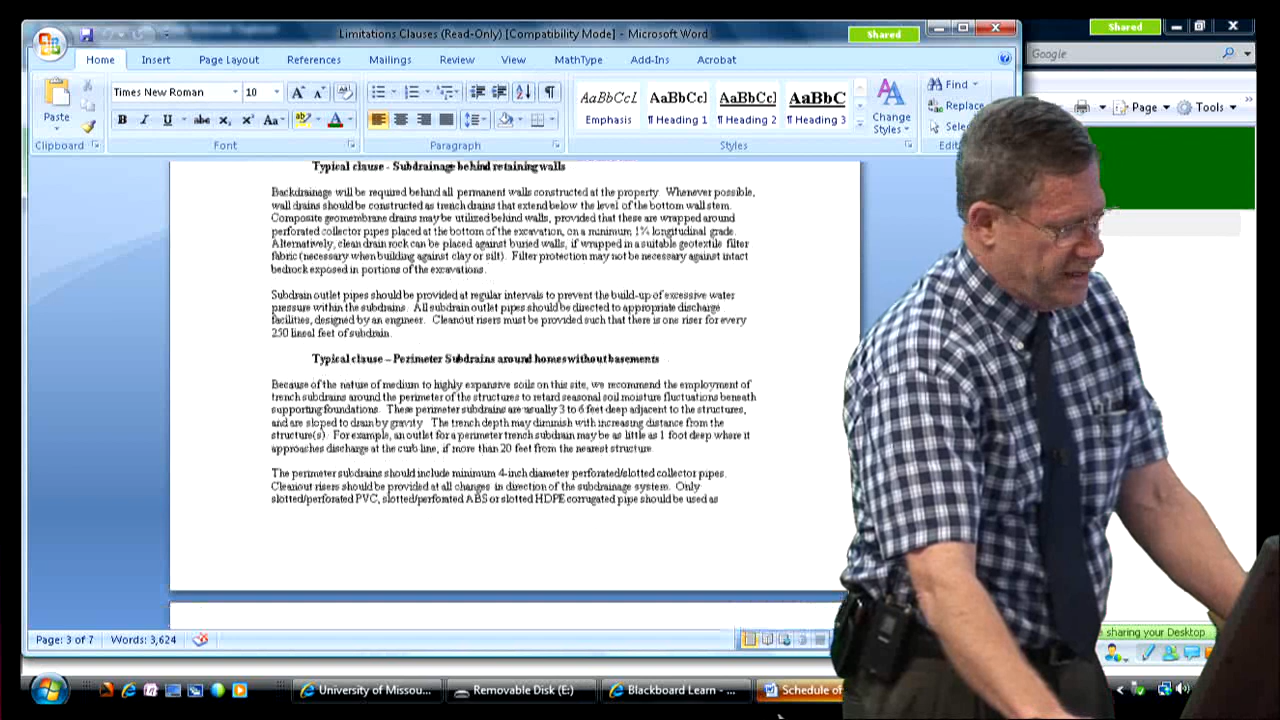 Limitations Clauses (Read-Only) [Compatibility Mode] - Microsoft Word
Shared
Shared
Google
Home Insert Page Layout References Mailings Review View MathType Add-Ins Acrobat
Times New Roman 10
AaBbCcL AaBbCc] AaBbCc] AaBbC
Find
Replace
Page Tools
Paste
Emphasis ¶ Heading 1 ¶ Heading 2 ¶ Heading 3
Change Styles
Clipboard Font Paragraph Styles
Typical clause - Subdrainage behind retaining walls
Backdrainage will be required behind all permanent walls constructed at the property Whenever possible,
wall drains should be constructed as trench drains that extend below the level of the bottom wall stem.
Composite geomembrane drains may be utilized behind walls, provided that these are wrapped around
perforated collector pipes placed at the bottom of the excavation, on a minimum 1% longitudinal grade.
Alternatively, clean drain rock can be placed against buried walls, if wrapped in a suitable geotextile filter
fabric (necessary when building against clay or silt). Filter protection may not be necessary against intact
bedrock exposed in portions of the excavations.
Subdrain outlet pipes should be provided at regular intervals to prevent the build-up of excessive water
pressure within the subdrains. All subdrain outlet pipes should be directed to appropriate discharge
facilities, designed by an engineer. Cleanout risers must be provided such that there is one riser for every
250 lineal feet of subdrain.
Typical clause – Perimeter Subdrains around homes without basements
Because of the nature of medium to highly expansive soils on this site, we recommend the employment of
trench subdrains around the perimeter of the structures to retard seasonal soil moisture fluctuations beneath
supporting foundations. These perimeter subdrains are usually 3 to 6 feet deep adjacent to the structures,
and are sloped to drain by gravity The trench depth may diminish with increasing distance from the
structure(s). For example, an outlet for a perimeter trench subdrain may be as little as 1 foot deep where it
approaches discharge at the curb line, if more than 20 feet from the nearest structure
The perimeter subdrains should include minimum 4-inch diameter perforated/slotted collector pipes.
Cleanout risers should be provided at all changes in direction of the subdrainage system. Only
slotted/perforated PVC, slotted/perforated ABS or slotted HDPE corrugated pipe should be used as
Page: 3 of 7 Words: 3,624
sharing your Desktop
University of Missou... Removable Disk (E:) Blackboard Learn - ... Schedule of